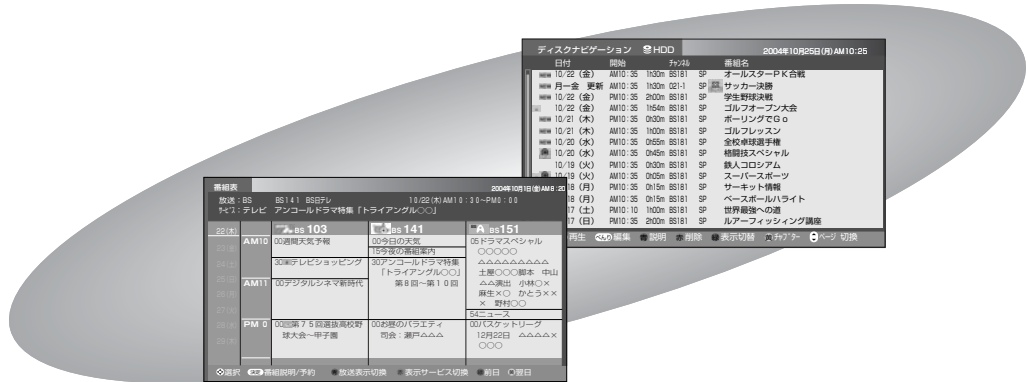 ディスクナビゲーション HDD 2004年10月25日(月)AM10:25
日付 開始 ﾁｬﾝﾈﾙ 番組名
NEW 10/22 (金) AM10:35 1h30m BS181 SP オールスターPK合戦
NEW 月ー金 更新 AM10:35 1h30m 021-1 SP サッカー決勝
NEW 10/22 (金) PM10:35 2h00m BS181 SP 学生野球決戦
10/22 (金) AM10:35 1h54m BS181 SP ゴルフオープン大会
NEW 10/21 (木) PM10:35 0h30m BS181 SP ボーリングでGo
NEW 10/21 (木) AM10:35 1h00m BS181 SP ゴルフレッスン
NEW 10/20 (水) PM10:35 0h55m BS181 SP 全校卓球選手権
10/20 (水) AM10:35 0h45m BS181 SP 格闘技スペシャル
10/19 (火) PM10:35 0h30m BS181 SP 鉄人コロシアム
10/19 (火) AM10:35 0h05m BS181 SP スーパースポーツ
18 (月) PM10:35 0h15m BS181 SP サーキット情報
18 (月) AM10:35 0h15m BS181 SP ベースボールハライト
17 (土) PM10:10 1h00m BS181 SP 世界最強への道
17 (日) PM10:35 2h00m BS181 SP ルアーフィッシング講座
再生 編集 説明 赤 削除 表示切替 ﾁｬﾌﾟﾀｰ ページ 切換
番組表 2004年10月1日(金)AM8:20
放送:BS BS141 BS日テレ 10/22(木)AM10:30~PM0:00
ｻｰﾋﾞｽ:テレビ アンコールドラマ特集「トライアングル○○」
22(木) BS 103 BS 141 BS151
AM10 00週間天気予報 00今日の天気 05ドラマスペシャル
15今夜の番組案内 ○○○○○
30テレビショッピング 30アンコールドラマ特集 △△△△△△△△△
「トライアングル○○」 土屋○○○脚本 中山
AM11 00デジタルシネマ新時代 第8回~第10回 △△演出 小林○×
麻生×○ かとう××
× 野村○○
54ニュース
PM 0 00第75回選抜高校野 00お昼のバラエティ 00バスケットリーグ
球大会~甲子園 司会:瀬戸△△△ 12月22日 △△△△×
○○○
選択 決定 番組説明/予約 放送表示切換 表示サービス切換 前日 翌日